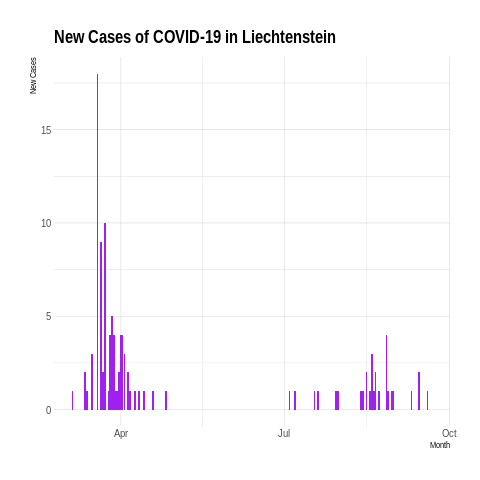 New Cases of COVID-19 in Liechtenstein
New Cases
15
10
5
0
Apr
Jul
Oct
Month